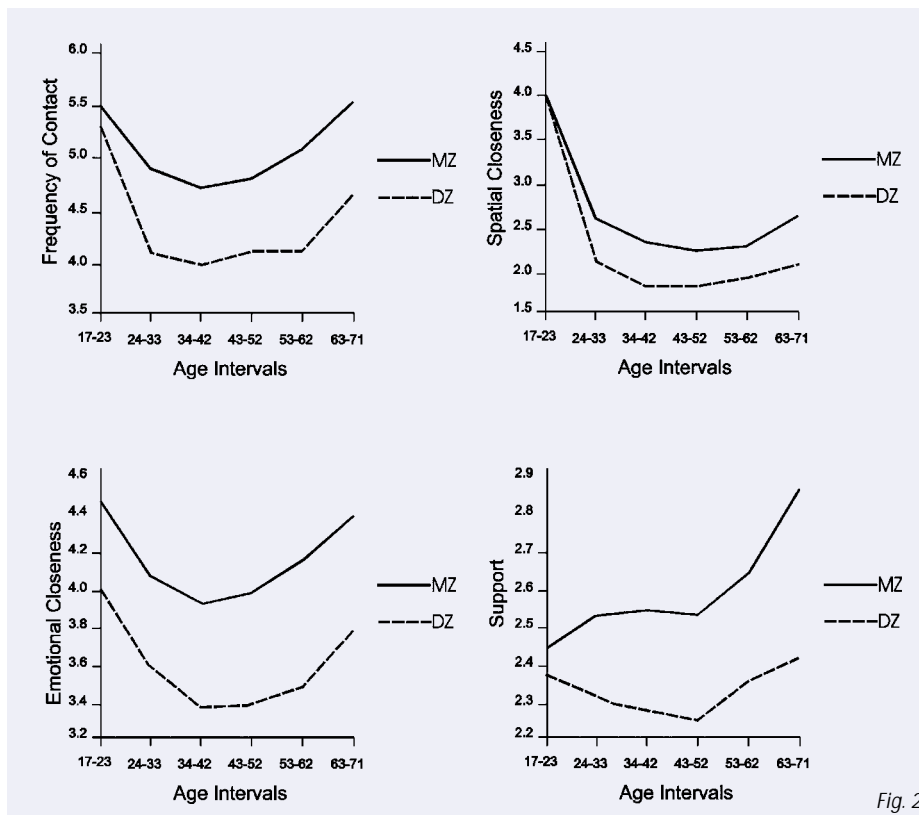 Frequency of Contact
6.0
5.5
5.0
4.5
4.0
3.5
17-23 24-33 34-42 43-52 53-62 63-71
Age Intervals
MZ
DZ
Spatial Closeness
4.5
4.0
3.5
3.0
2.5
2.0
1.5
17-23 24-33 34-42 43-52 53-62 63-71
Age Intervals
MZ
DZ
Emotional Closeness
4.6
4.4
4.2
4.0
3.8
3.6
3.4
3.2
17-23 24-33 34-42 43-52 53-62 63-71
Age Intervals
MZ
DZ
Support
2.9
2.8
2.7
2.6
2.5
2.4
2.3
2.2
17-23 24-33 34-42 43-52 53-62 63-71
Age Intervals
MZ
DZ
Fig. 2